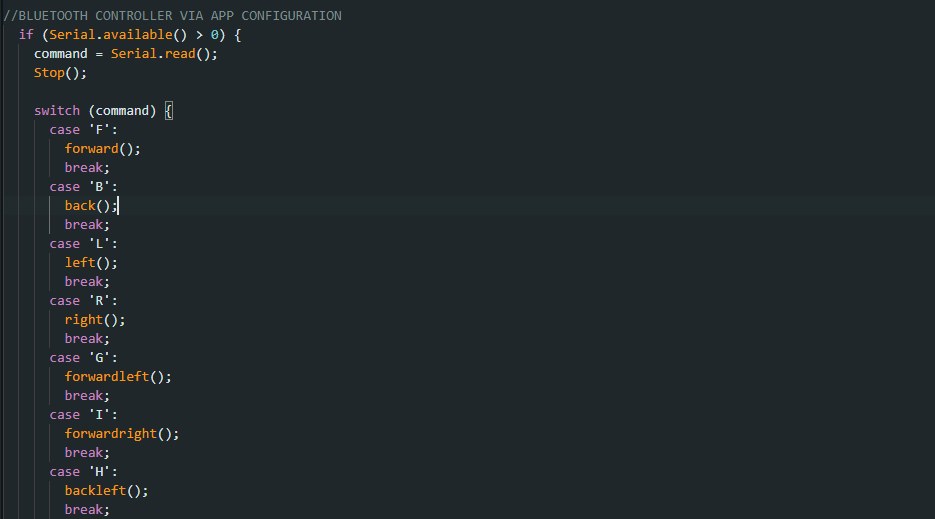 //BLUETOOTH CONTROLLER VIA APP CONFIGURATION
if (Serial.available() > 0) {
command = Serial.read();
Stop();
switch (command) {
case 'F':
forward();
break;
case 'B':
back();
break;
case 'L':
left();
break;
case 'R':
right();
break;
case 'G':
forwardleft();
break;
case 'I':
forwardright();
break;
case 'H':
backleft();
break;